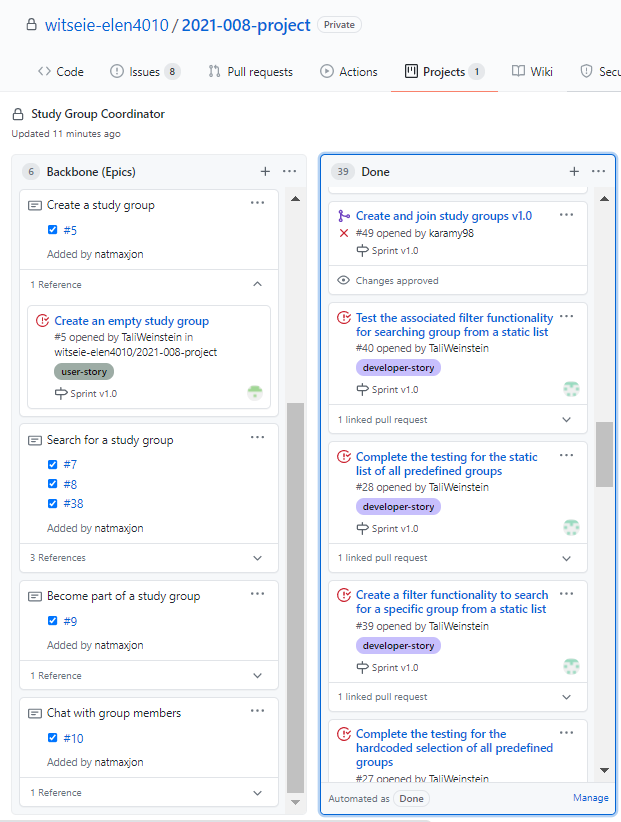 witseie-elen4010 / 2021-008-project Private
Code Issues 8 Pull requests Actions Projects 1 Wiki
Study Group Coordinator
Updated 11 minutes ago
6 Backbone (Epics)
Create a study group
#5
Added by natmaxjon
1 Reference
Create an empty study group
#5 opened by TaliWeinstein in
witseie-elen4010/2021-008-project
user-story
Sprint v1.0
Search for a study group
#7
#8
#38
Added by natmaxjon
3 References
Become part of a study group
#9
Added by natmaxjon
1 Reference
Chat with group members
#10
Added by natmaxjon
1 Reference
39 Done
Create and join study groups v1.0
#49 opened by karamy98
Sprint v1.0
Changes approved
Test the associated filter functionality
for searching group from a static list
#40 opened by TaliWeinstein
developer-story
Sprint v1.0
1 linked pull request
Complete the testing for the static
list of all predefined groups
#28 opened by TaliWeinstein
developer-story
Sprint v1.0
1 linked pull request
Create a filter functionality to search
for a specific group from a static list
#39 opened by TaliWeinstein
developer-story
Sprint v1.0
1 linked pull request
Complete the testing for the
hardcoded selection of all predefined
groups
#27 opened by TaliWeinstein
Automated as Done Manage